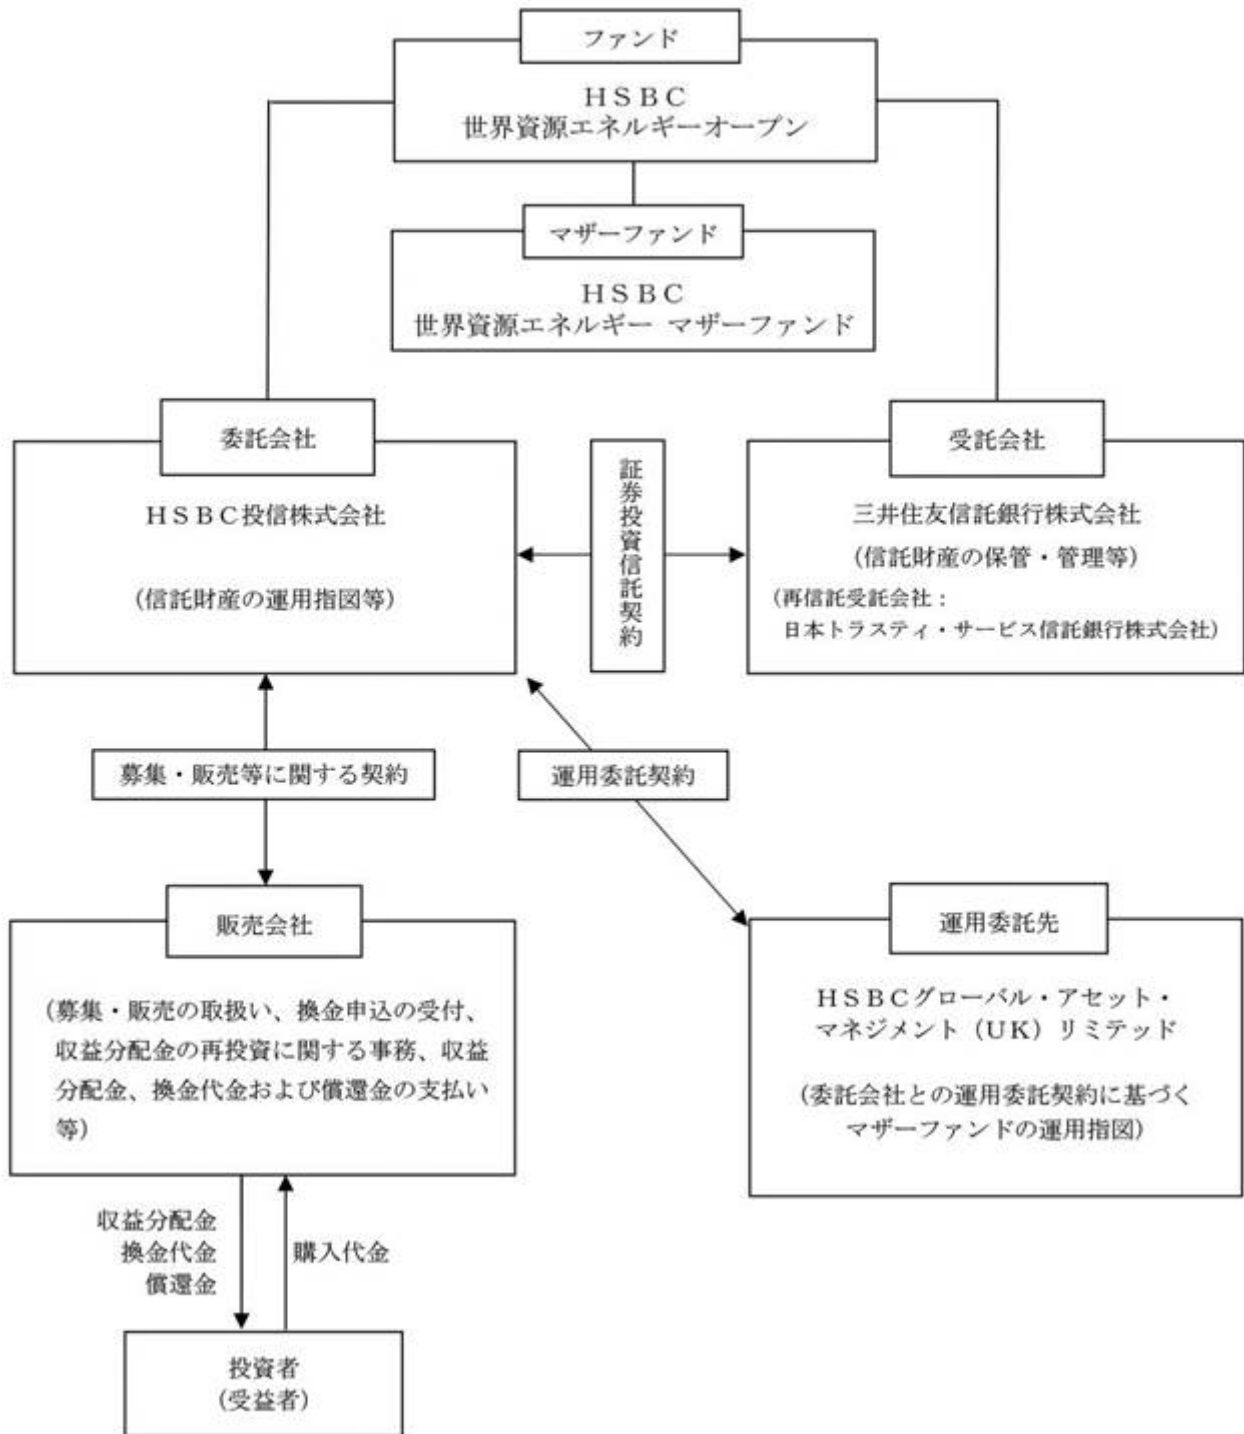 ファンド
ＨＳＢＣ
世界資源エネルギーオープン
マザーファンド
ＨＳＢＣ
世界資源エネルギー マザーファンド
委託会社
ＨＳＢＣ投信株式会社
（信託財産の運用指図等）
証券投資信託契約
受託会社
三井住友信託銀行株式会社
（信託財産の保管・管理等）
（再信託受託会社：
日本トラスティ・サービス信託銀行株式会社）
募集・販売等に関する契約
運用委託契約
販売会社
（募集・販売の取扱い、換金申込の受付、
収益分配金の再投資に関する事務、収益
分配金、換金代金および償還金の支払い
等）
運用委託先
ＨＳＢＣグローバル・アセット・
マネジメント（ＵＫ）リミテッド
（委託会社との運用委託契約に基づく
マザーファンドの運用指図）
収益分配金
換金代金
償還金
購入代金
投資者
（受益者）